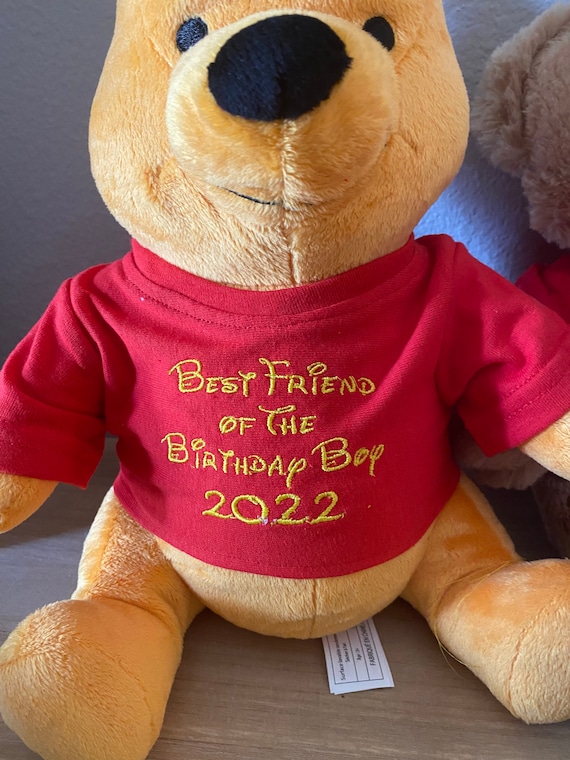 Best Friend
of the
Birthday Boy
2022